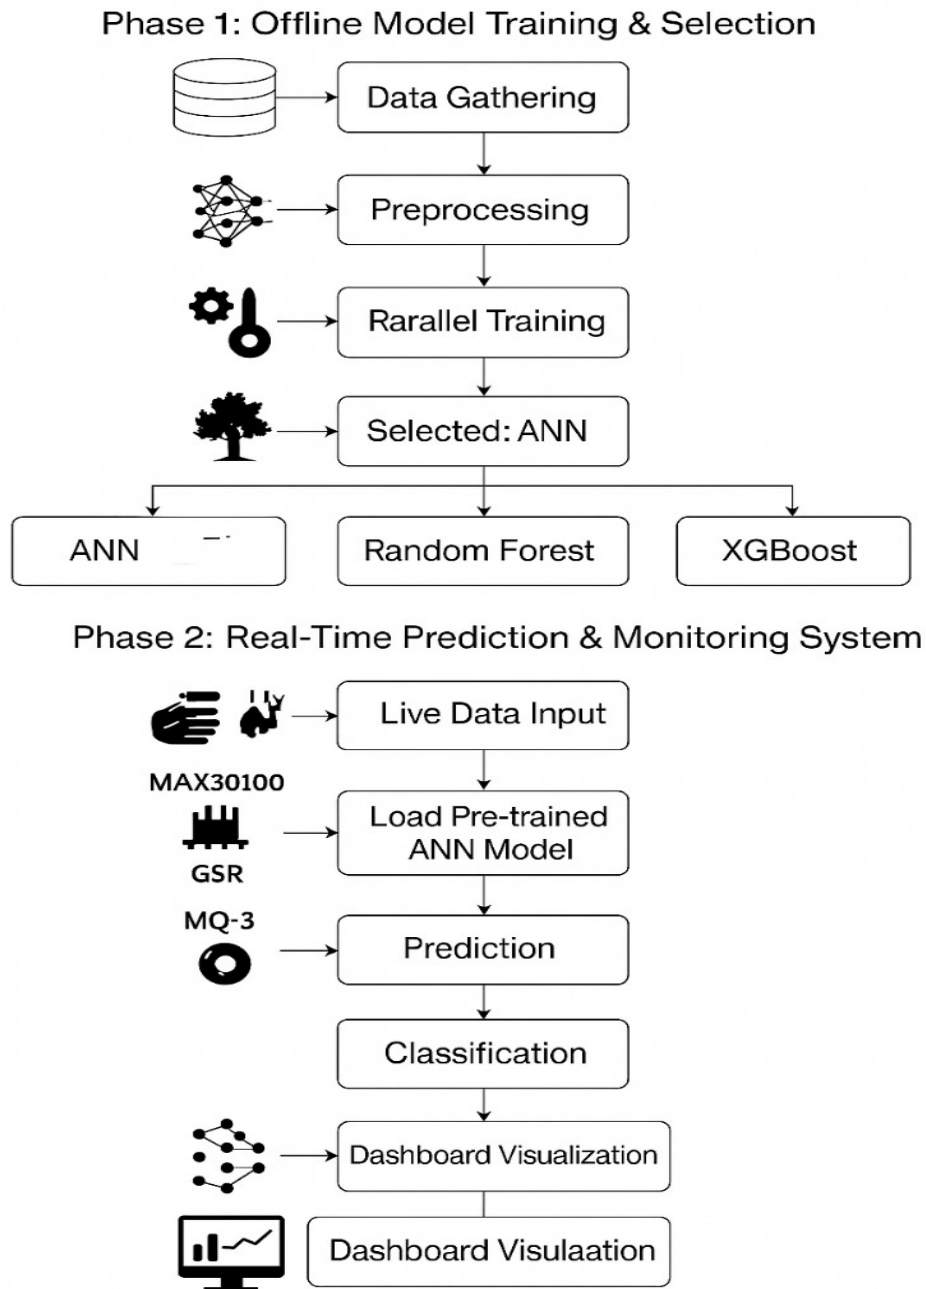 Phase 1: Offline Model Training & Selection
Data Gathering
Preprocessing
Rarallel Training
Selected: ANN
ANN
Random Forest
XGBoost
Phase 2: Real-Time Prediction & Monitoring System
Live Data Input
MAX30100
Load Pre-trained
ANN Model
GSR
MQ-3
Prediction
Classification
Dashboard Visualization
Dashboard Visulaation